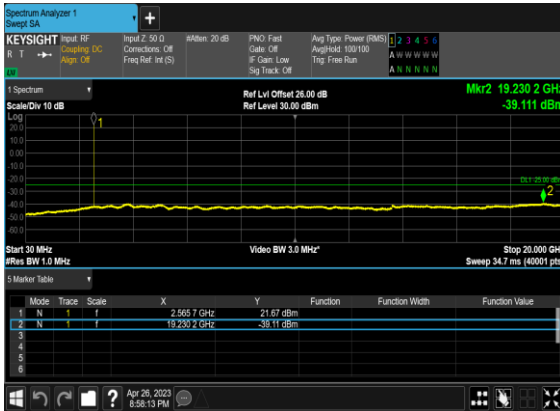 Spectrum Analyzer 1
Swept SA
KEYSIGHT
R T
Input: RF
Coupling: DC
Align: Off
Input Z: 50 Ω
Corrections: Off
Freq Ref: Int (S)
#Atten: 20 dB
PNO: Fast
Gate: Off
IF Gain: Low
Sig Track: Off
Avg Type: Power (RMS)
Avg|Hold: 100/100
Trig: Free Run
1 2 3 4 5 6
A W W W W W
A N N N N N
1 Spectrum
Scale/Div 10 dB
Ref Lvl Offset 26.00 dB
Ref Level 30.00 dBm
Mkr2 19.230 2 GHz
-39.111 dBm
Log
20.0
10.0
0.00
-10.0
-20.0
-30.0
-40.0
-50.0
-60.0
1
DL1 -25.00 dBm
2
Start 30 MHz
#Res BW 1.0 MHz
Video BW 3.0 MHz*
Stop 20.000 GHz
Sweep 34.7 ms (40001 pts)
5 Marker Table
Mode Trace Scale X Y Function Function Width Function Value
1 N 1 f 2.565 7 GHz 21.67 dBm
2 N 1 f 19.230 2 GHz -39.11 dBm
3
4
5
6
?
Apr 26, 2023
8:58:13 PM